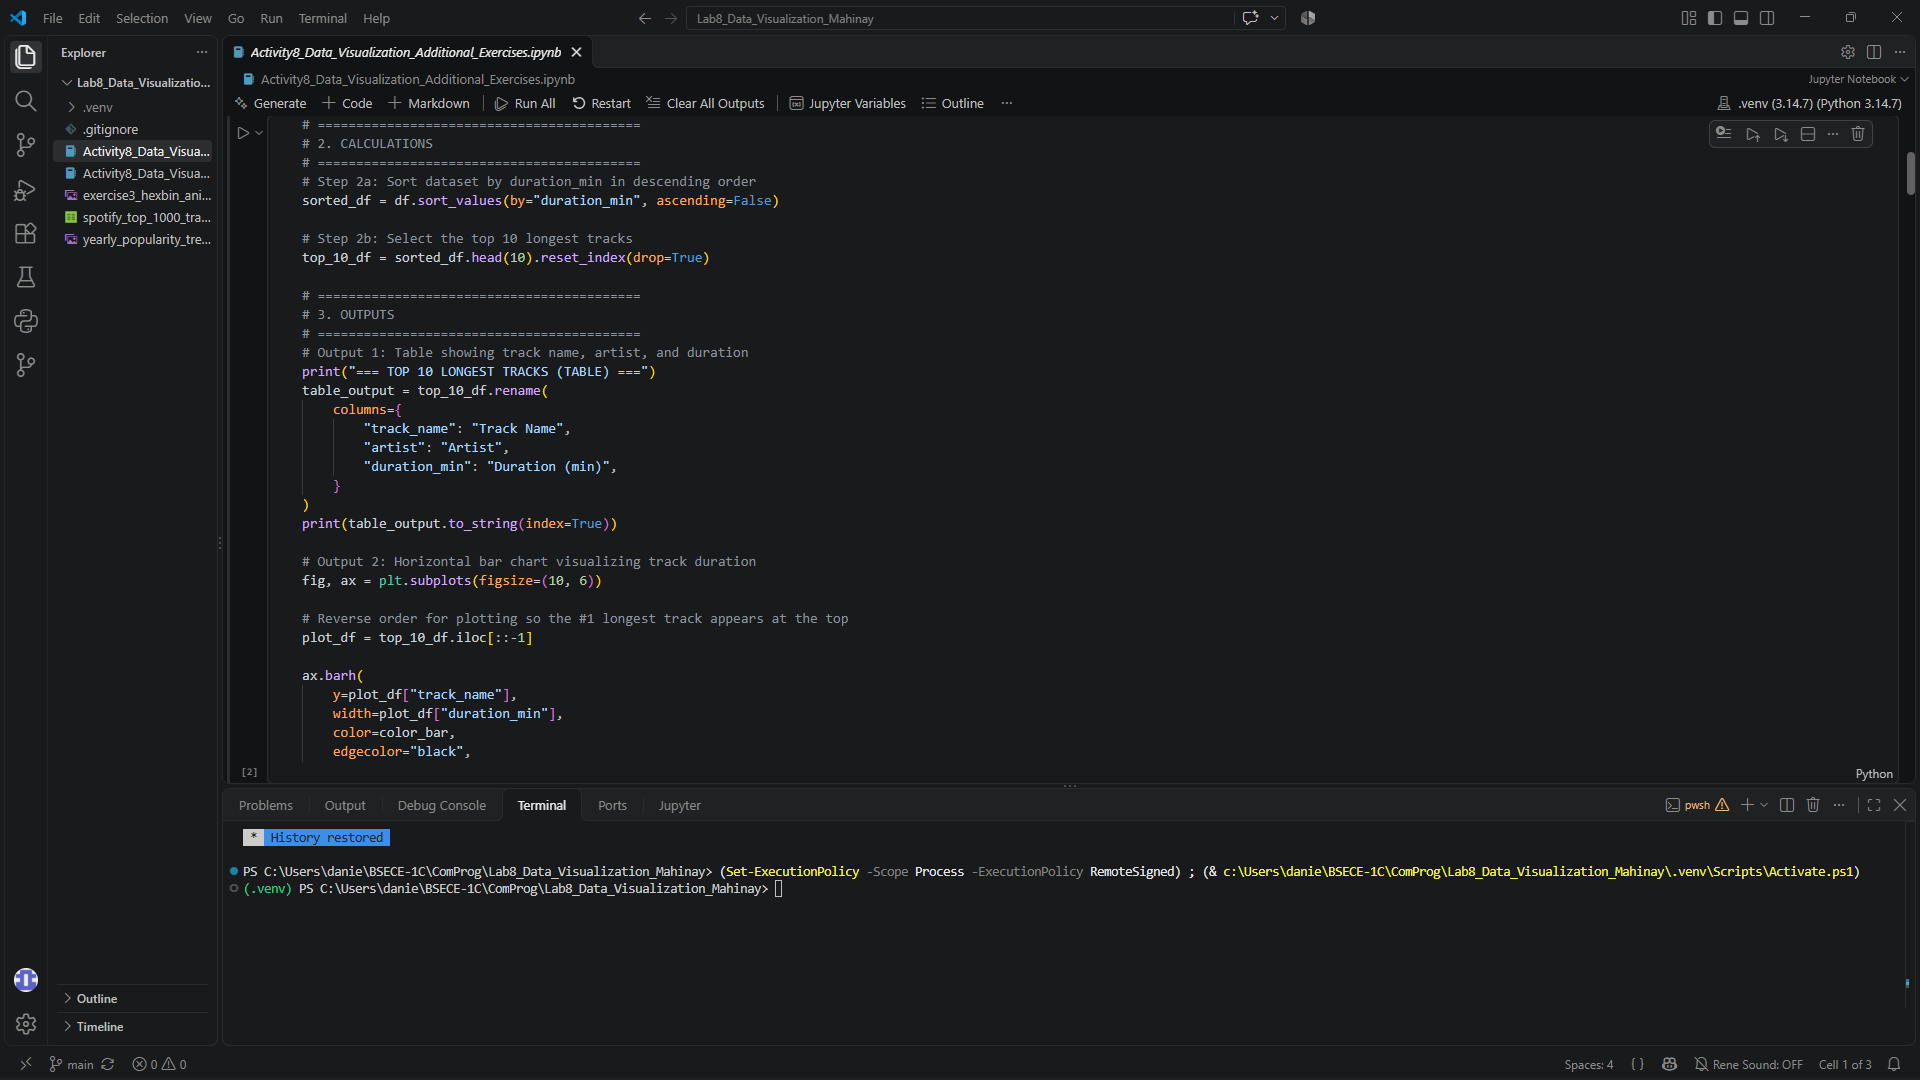 File Edit Selection View Go Run Terminal Help
Lab8_Data_Visualization_Mahinay
Explorer
Lab8_Data_Visualizatio...
.venv
.gitignore
Activity8_Data_Visua...
Activity8_Data_Visua...
exercise3_hexbin_ani...
spotify_top_1000_tra...
yearly_popularity_tre...
Outline
Timeline
Activity8_Data_Visualization_Additional_Exercises.ipynb
Activity8_Data_Visualization_Additional_Exercises.ipynb
Jupyter Notebook
Generate + Code + Markdown Run All Restart Clear All Outputs Jupyter Variables Outline ...
.venv (3.14.7) (Python 3.14.7)
# ==========================================
# 2. CALCULATIONS
# ==========================================
# Step 2a: Sort dataset by duration_min in descending order
sorted_df = df.sort_values(by="duration_min", ascending=False)
# Step 2b: Select the top 10 longest tracks
top_10_df = sorted_df.head(10).reset_index(drop=True)
# ==========================================
# 3. OUTPUTS
# ==========================================
# Output 1: Table showing track name, artist, and duration
print("=== TOP 10 LONGEST TRACKS (TABLE) ===")
table_output = top_10_df.rename(
columns={
"track_name": "Track Name",
"artist": "Artist",
"duration_min": "Duration (min)",
}
)
print(table_output.to_string(index=True))
# Output 2: Horizontal bar chart visualizing track duration
fig, ax = plt.subplots(figsize=(10, 6))
# Reverse order for plotting so the #1 longest track appears at the top
plot_df = top_10_df.iloc[::-1]
ax.barh(
y=plot_df["track_name"],
width=plot_df["duration_min"],
color=color_bar,
edgecolor="black",
[2]
Python
Problems Output Debug Console Terminal Ports Jupyter
pwsh
* History restored
PS C:\Users\danie\BSECE-1C\ComProg\Lab8_Data_Visualization_Mahinay> (Set-ExecutionPolicy -Scope Process -ExecutionPolicy RemoteSigned) ; (& c:\Users\danie\BSECE-1C\ComProg\Lab8_Data_Visualization_Mahinay\.venv\Scripts\Activate.ps1)
(.venv) PS C:\Users\danie\BSECE-1C\ComProg\Lab8_Data_Visualization_Mahinay>
main 0 0
Spaces: 4 { } Rene Sound: OFF Cell 1 of 3